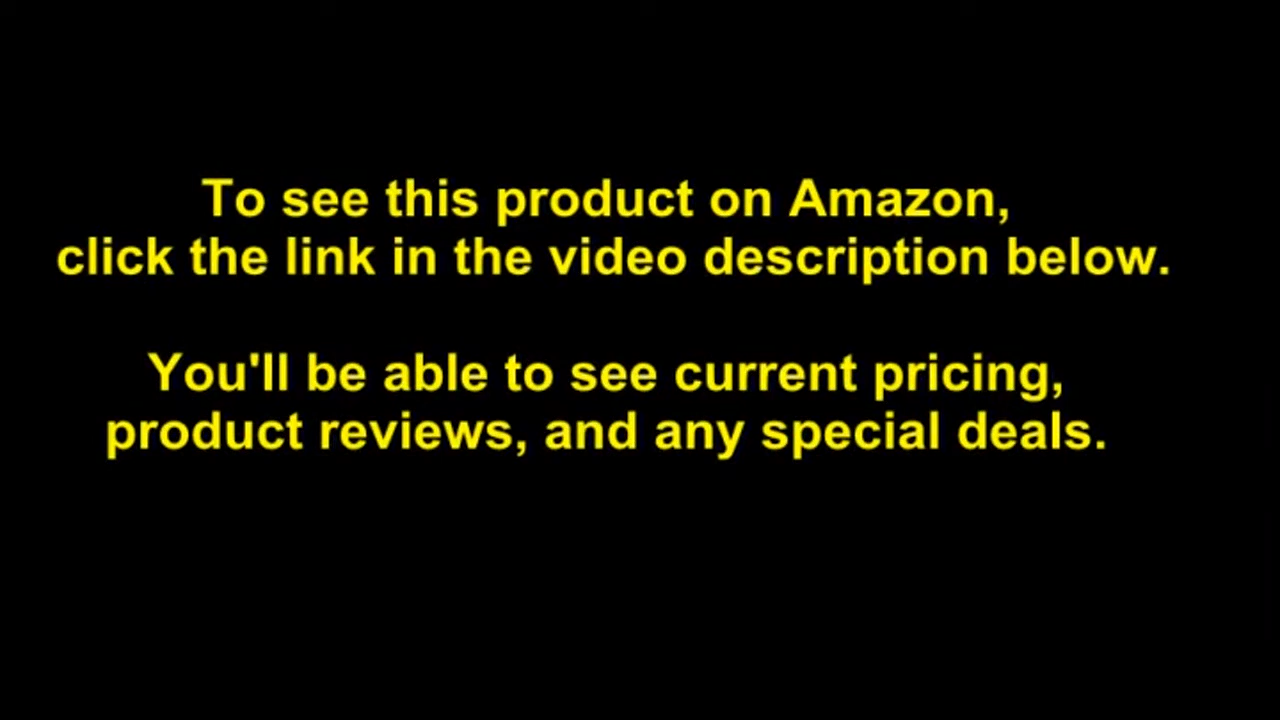 To see this product on Amazon,
click the link in the video description below.
You'll be able to see current pricing,
product reviews, and any special deals.